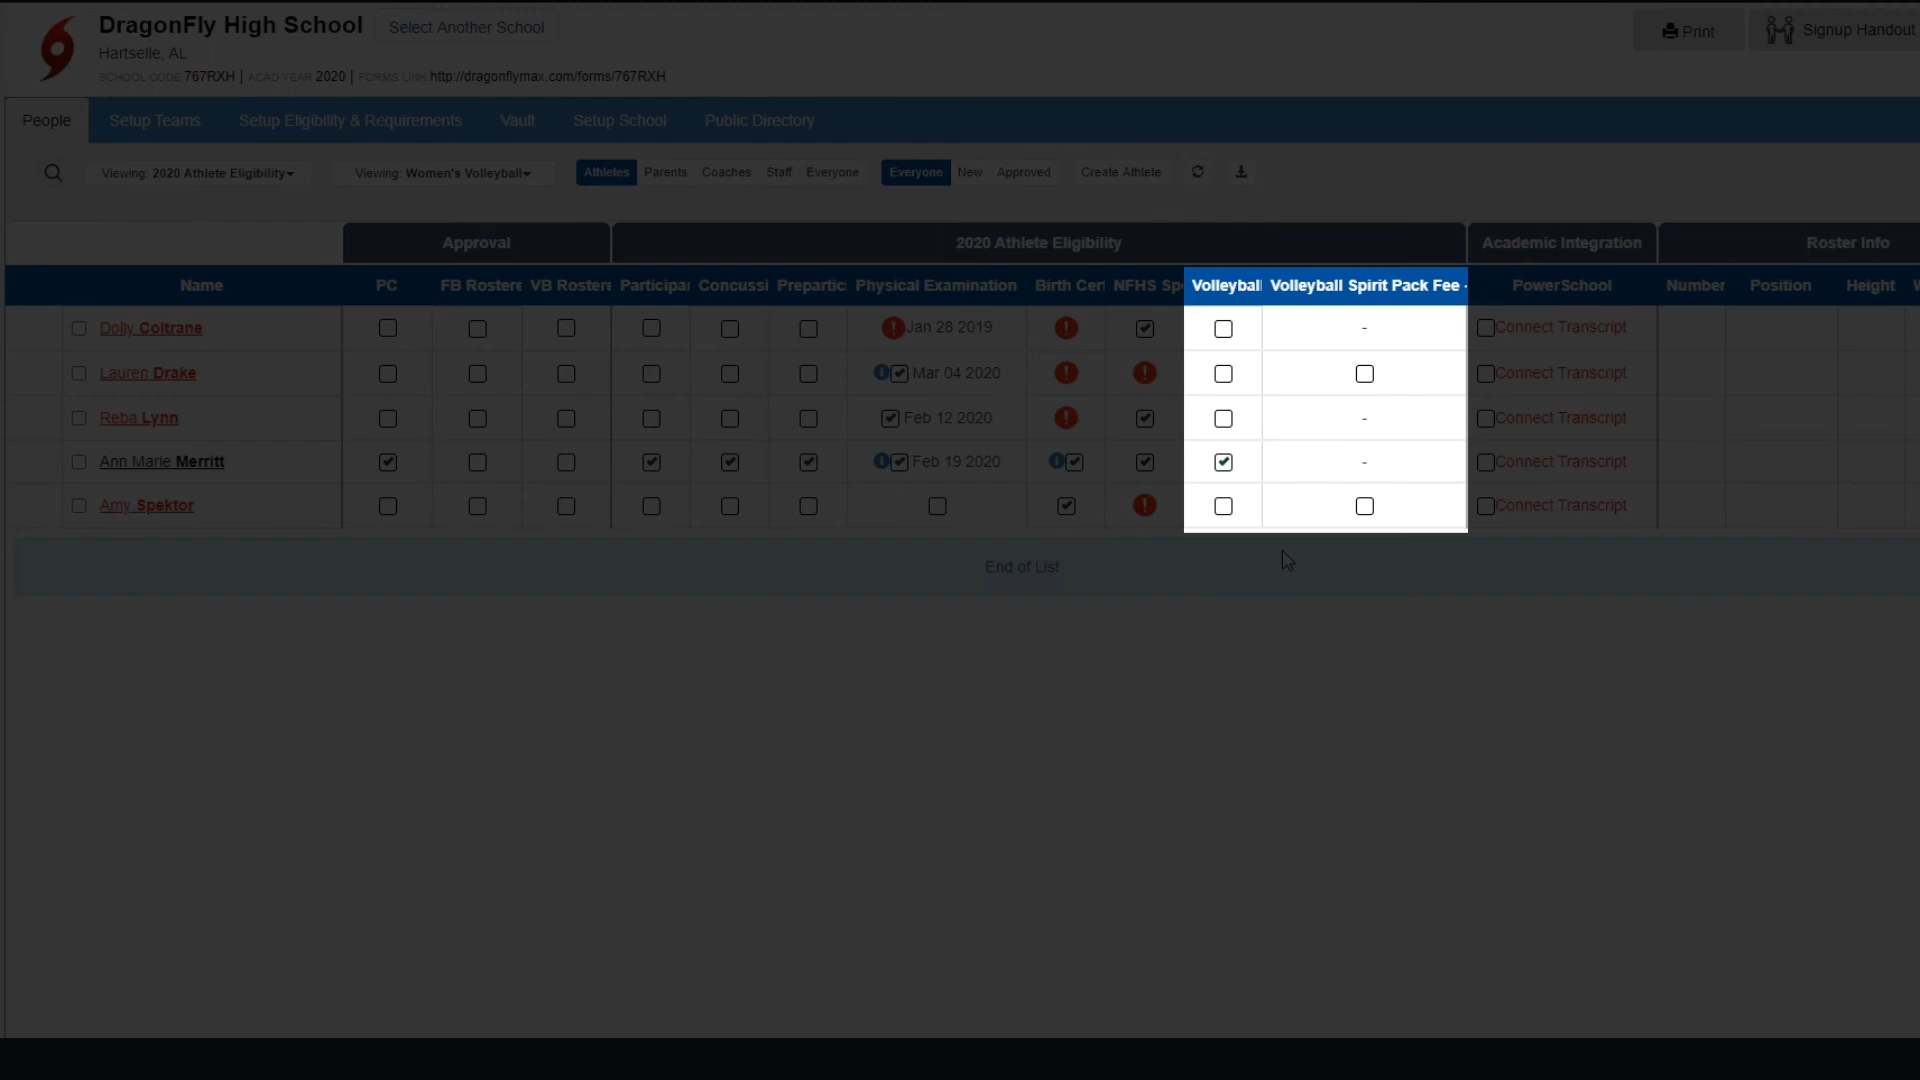 DragonFly High School Select Another School
Hartselle, AL
SCHOOL CODE 767RXH | ACAD YEAR 2020 | FORMS LINK http://dragonflymax.com/forms/767RXH
Print Signup Handout
People Setup Teams Setup Eligibility & Requirements Vault Setup School Public Directory
Viewing: 2020 Athlete Eligibility Viewing: Women's Volleyball Athletes Parents Coaches Staff Everyone Everyone New Approved Create Athlete
Approval 2020 Athlete Eligibility Academic Integration Roster Info
Name PC FB Rostere VB Rostere Participar Concussi Prepartic Physical Examination Birth Cert NFHS Sp Volleyball Volleyball Spirit Pack Fee - PowerSchool Number Position Height W
Dolly Coltrane Jan 28 2019 - Connect Transcript
Lauren Drake Mar 04 2020 Connect Transcript
Reba Lynn Feb 12 2020 - Connect Transcript
Ann Marie Merritt Feb 19 2020 - Connect Transcript
Amy Spektor Connect Transcript
End of List